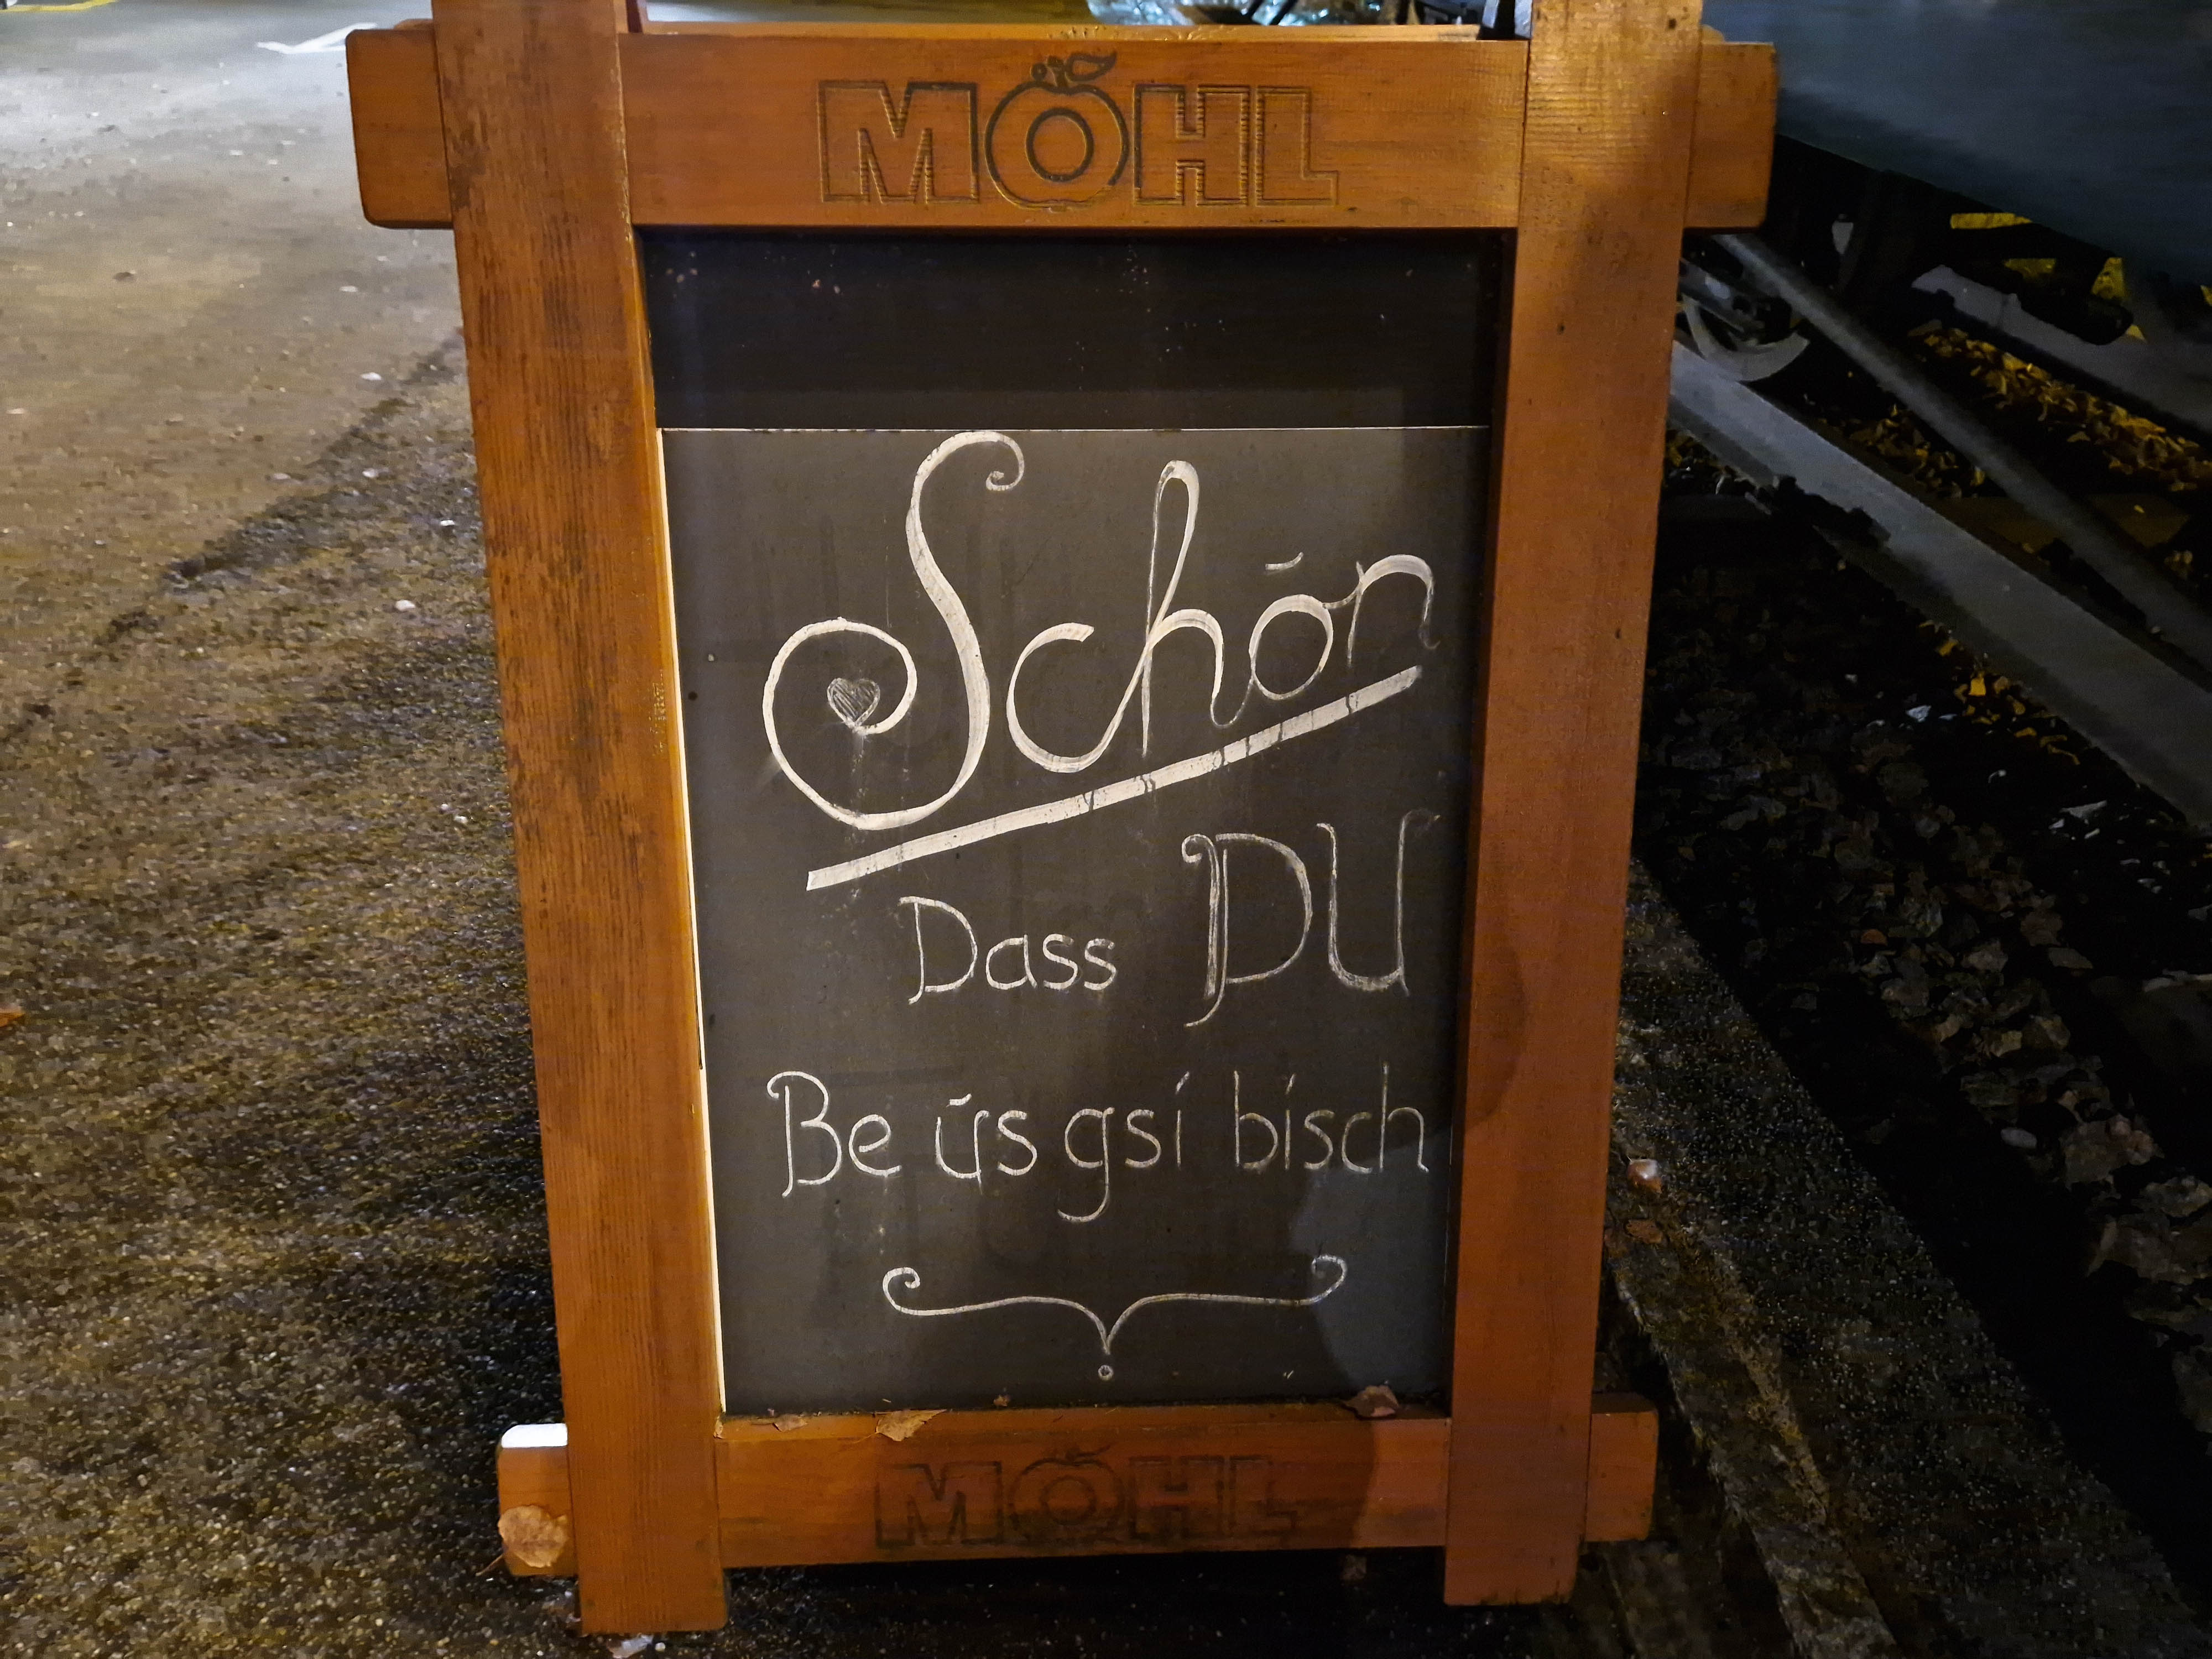 MÖHL
Schön
Dass DU
Be üs gsi bisch
MÖHL